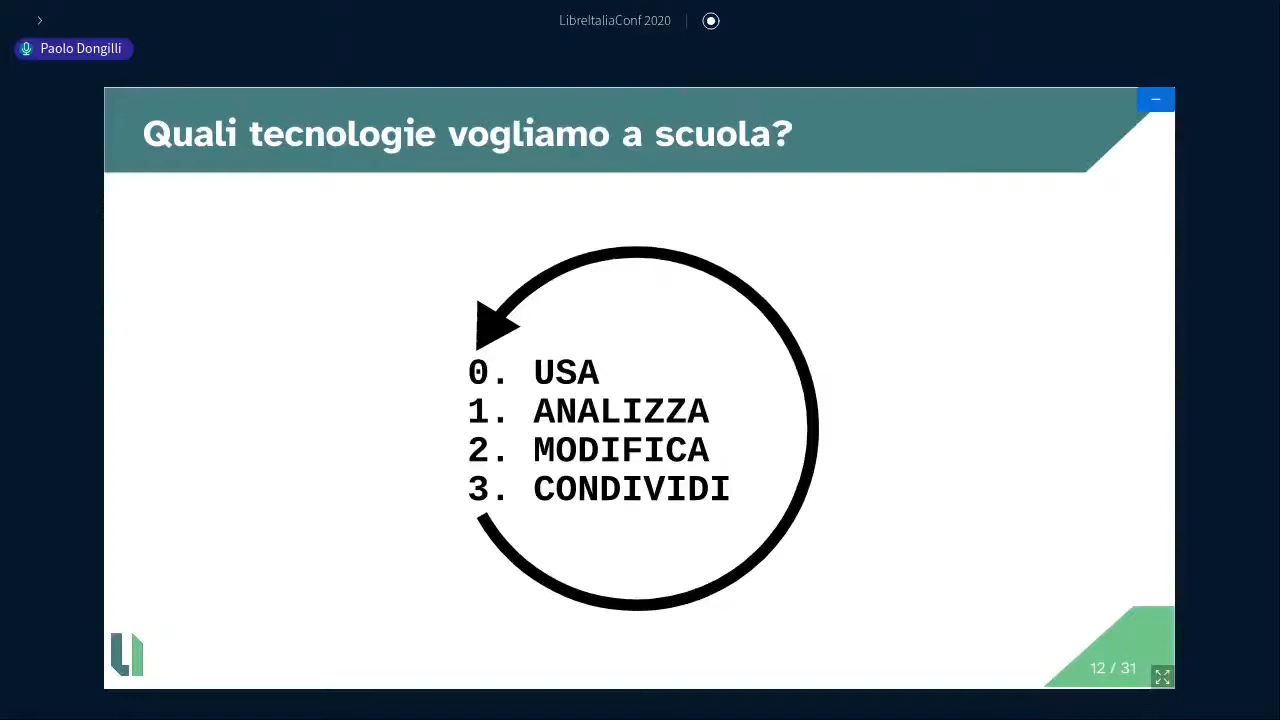 LibreItaliaConf 2020
Paolo Dongilli
Quali tecnologie vogliamo a scuola?
0. USA
1. ANALIZZA
2. MODIFICA
3. CONDIVIDI
12 / 31